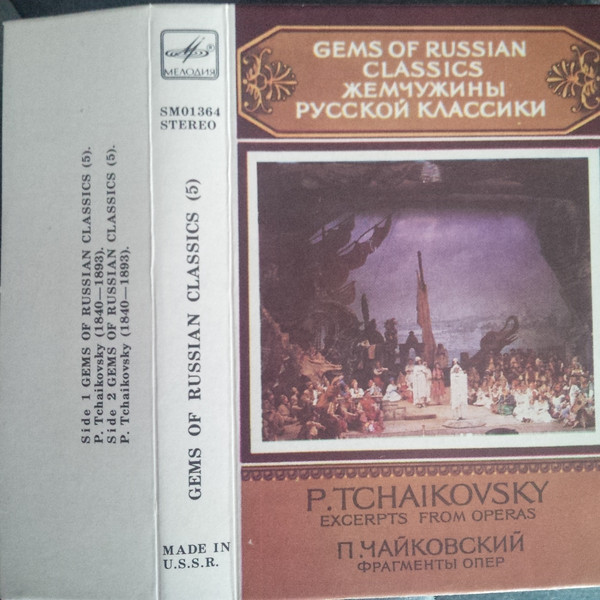 Side 1 GEMS OF RUSSIAN CLASSICS (5).
P. Tchaikovsky (1840—1893).
Side 2 GEMS OF RUSSIAN CLASSICS (5).
P. Tchaikovsky (1840—1893).
МЕЛОДИЯ
SM01364
STEREO
GEMS OF RUSSIAN CLASSICS (5)
MADE IN
U.S.S.R.
GEMS OF RUSSIAN
CLASSICS
ЖЕМЧУЖИНЫ
РУССКОЙ КЛАССИКИ
P. TCHAIKOVSKY
EXCERPTS FROM OPERAS
П. ЧАЙКОВСКИЙ
ФРАГМЕНТЫ ОПЕР